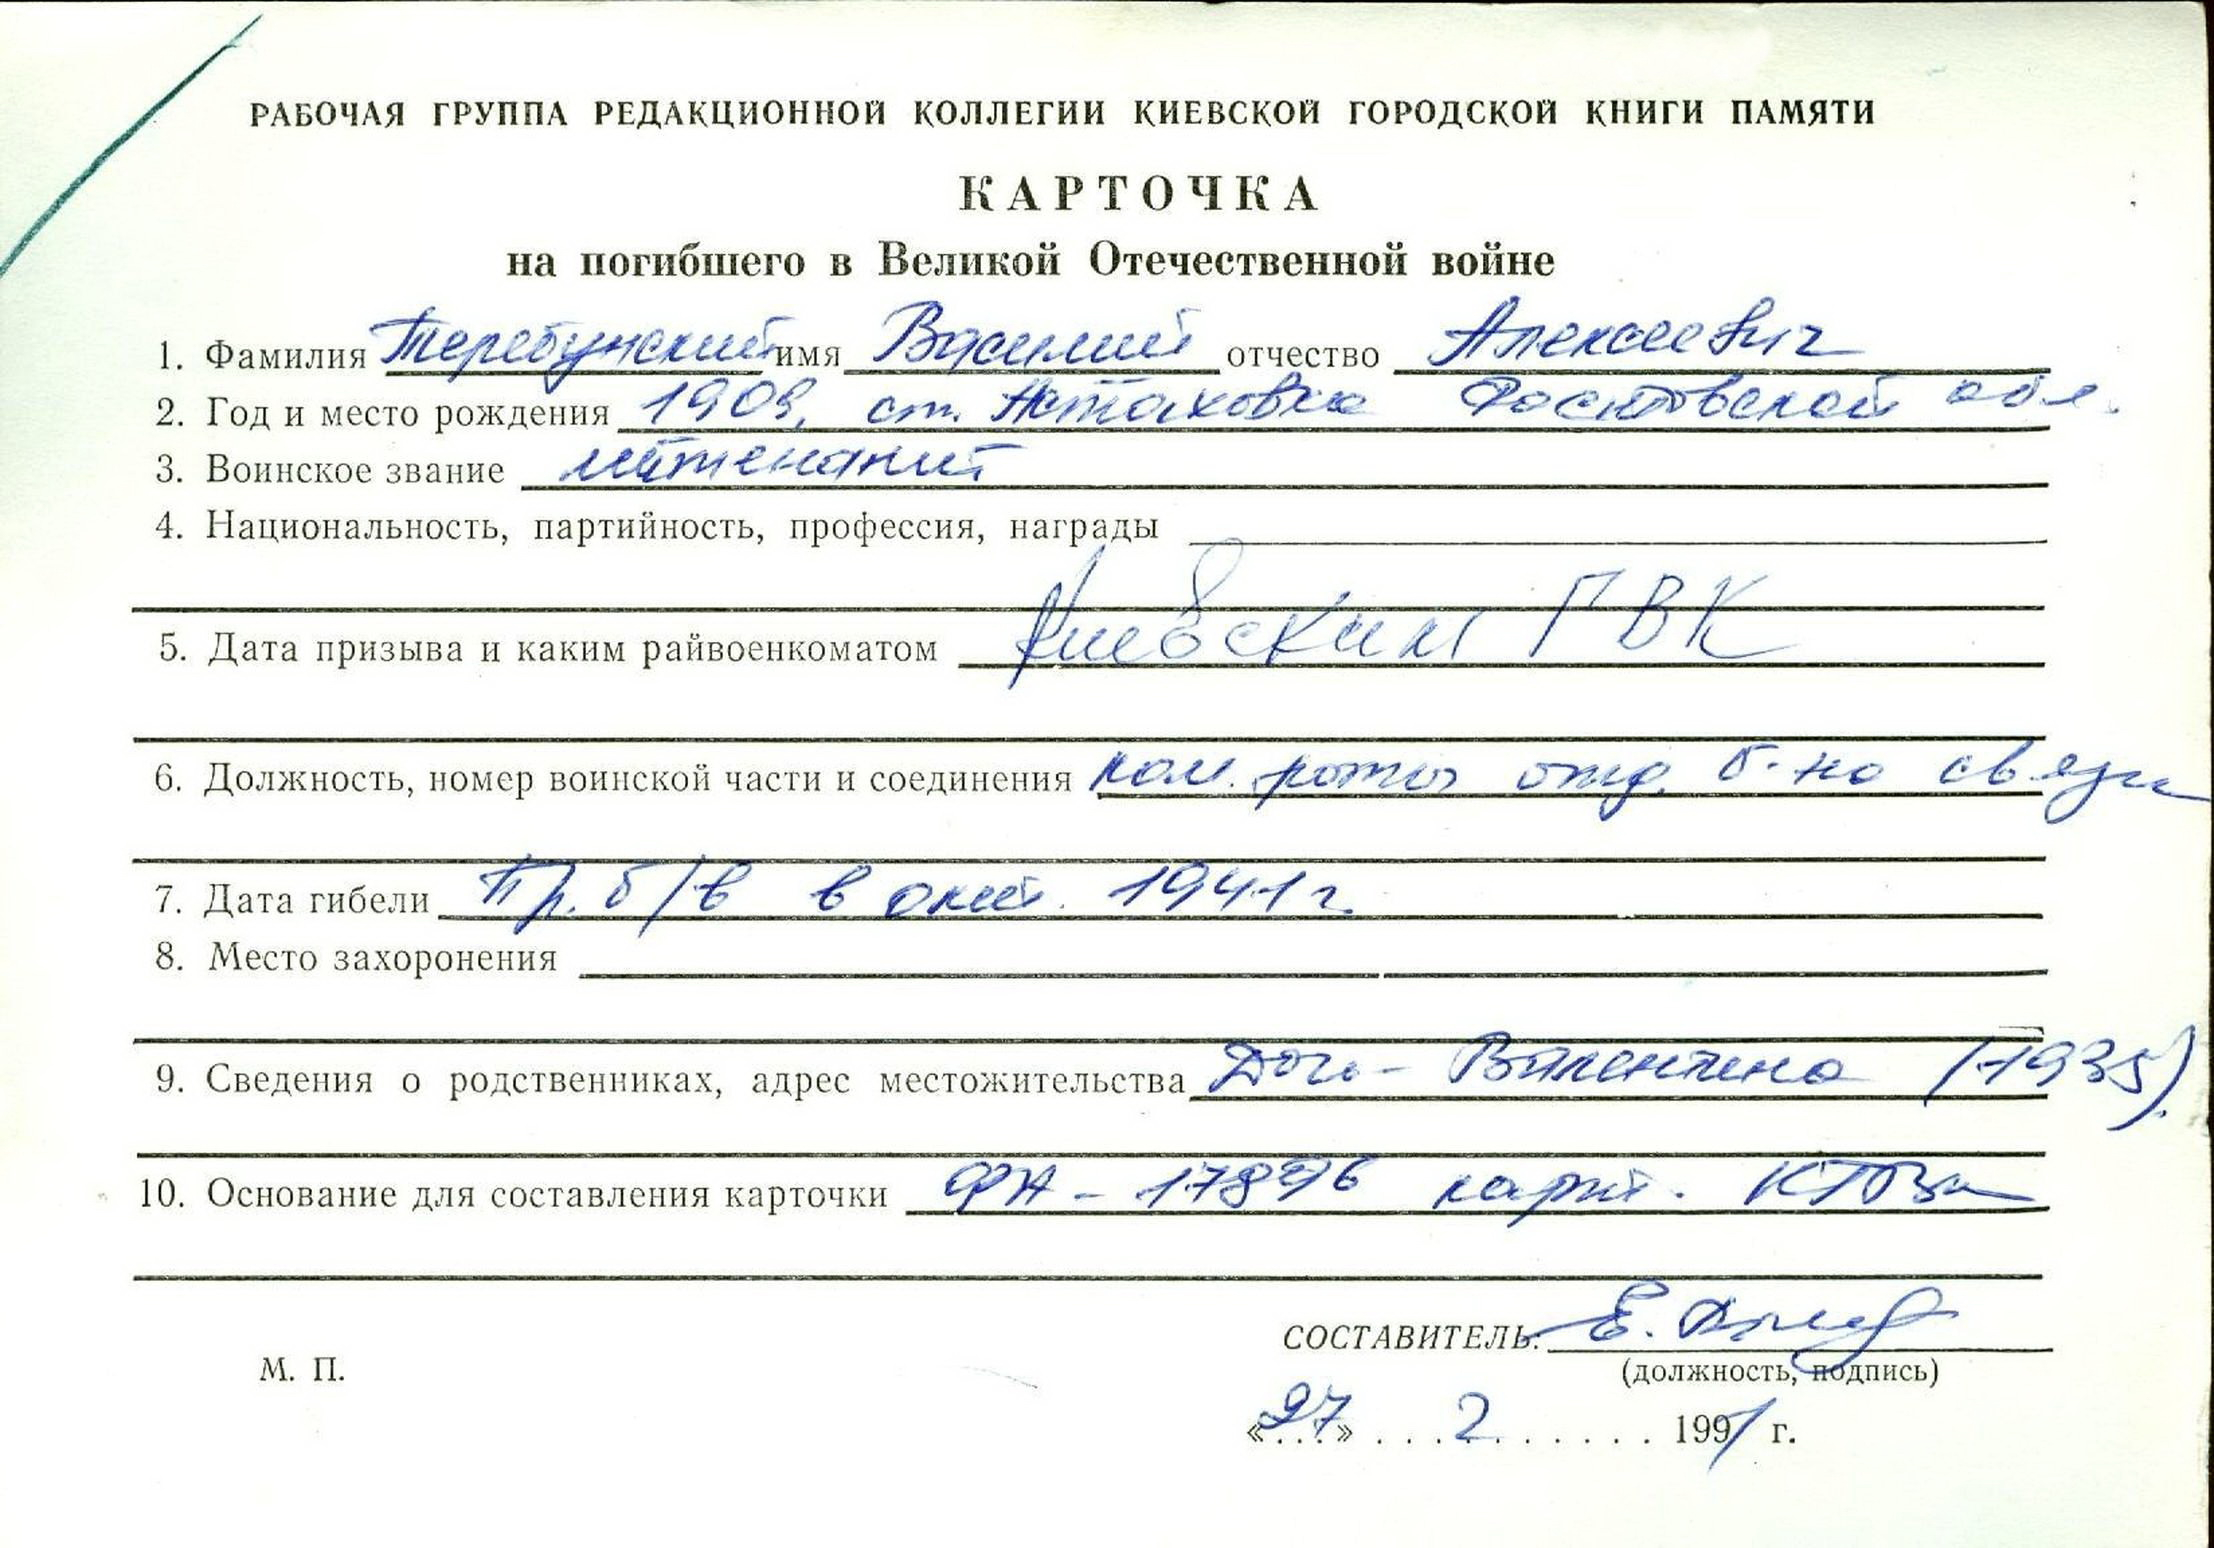 РАБОЧАЯ ГРУППА РЕДАКЦИОННОЙ КОЛЛЕГИИ КИЕВСКОЙ ГОРОДСКОЙ КНИГИ ПАМЯТИ
КАРТОЧКА
на погибшего в Великой Отечественной войне
1. Фамилия Теребунский имя Василий отчество Алексеевич
2. Год и место рождения 1909, ст. Астаховка Ростовской обл.
3. Воинское звание лейтенант
4. Национальность, партийность, профессия, награды
5. Дата призыва и каким райвоенкоматом Киевским ГВК
6. Должность, номер воинской части и соединения ком. роты отд. б-на связи
7. Дата гибели Пр. б/в в окт. 1941 г.
8. Место захоронения
9. Сведения о родственниках, адрес местожительства Дочь - Валентина (1935).
10. Основание для составления карточки карт.
СОСТАВИТЕЛЬ: Е.
(должность, подпись)
М. П.
«27» 2 1991 г.